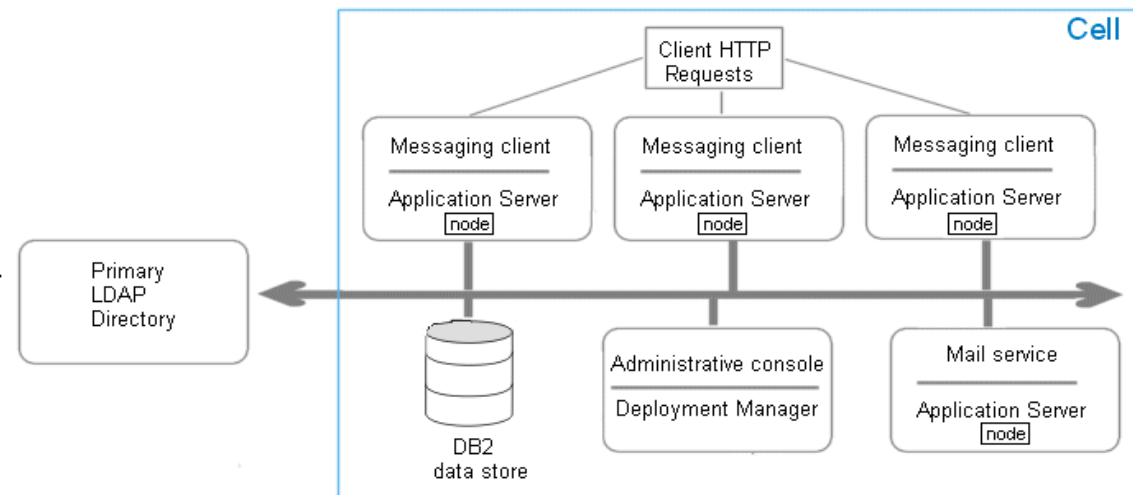 Cell
Client HTTP
Requests
Messaging client
Application Server
node
Messaging client
Application Server
node
Messaging client
Application Server
node
Primary
LDAP
Directory
DB2
data store
Administrative console
Deployment Manager
Mail service
Application Server
node